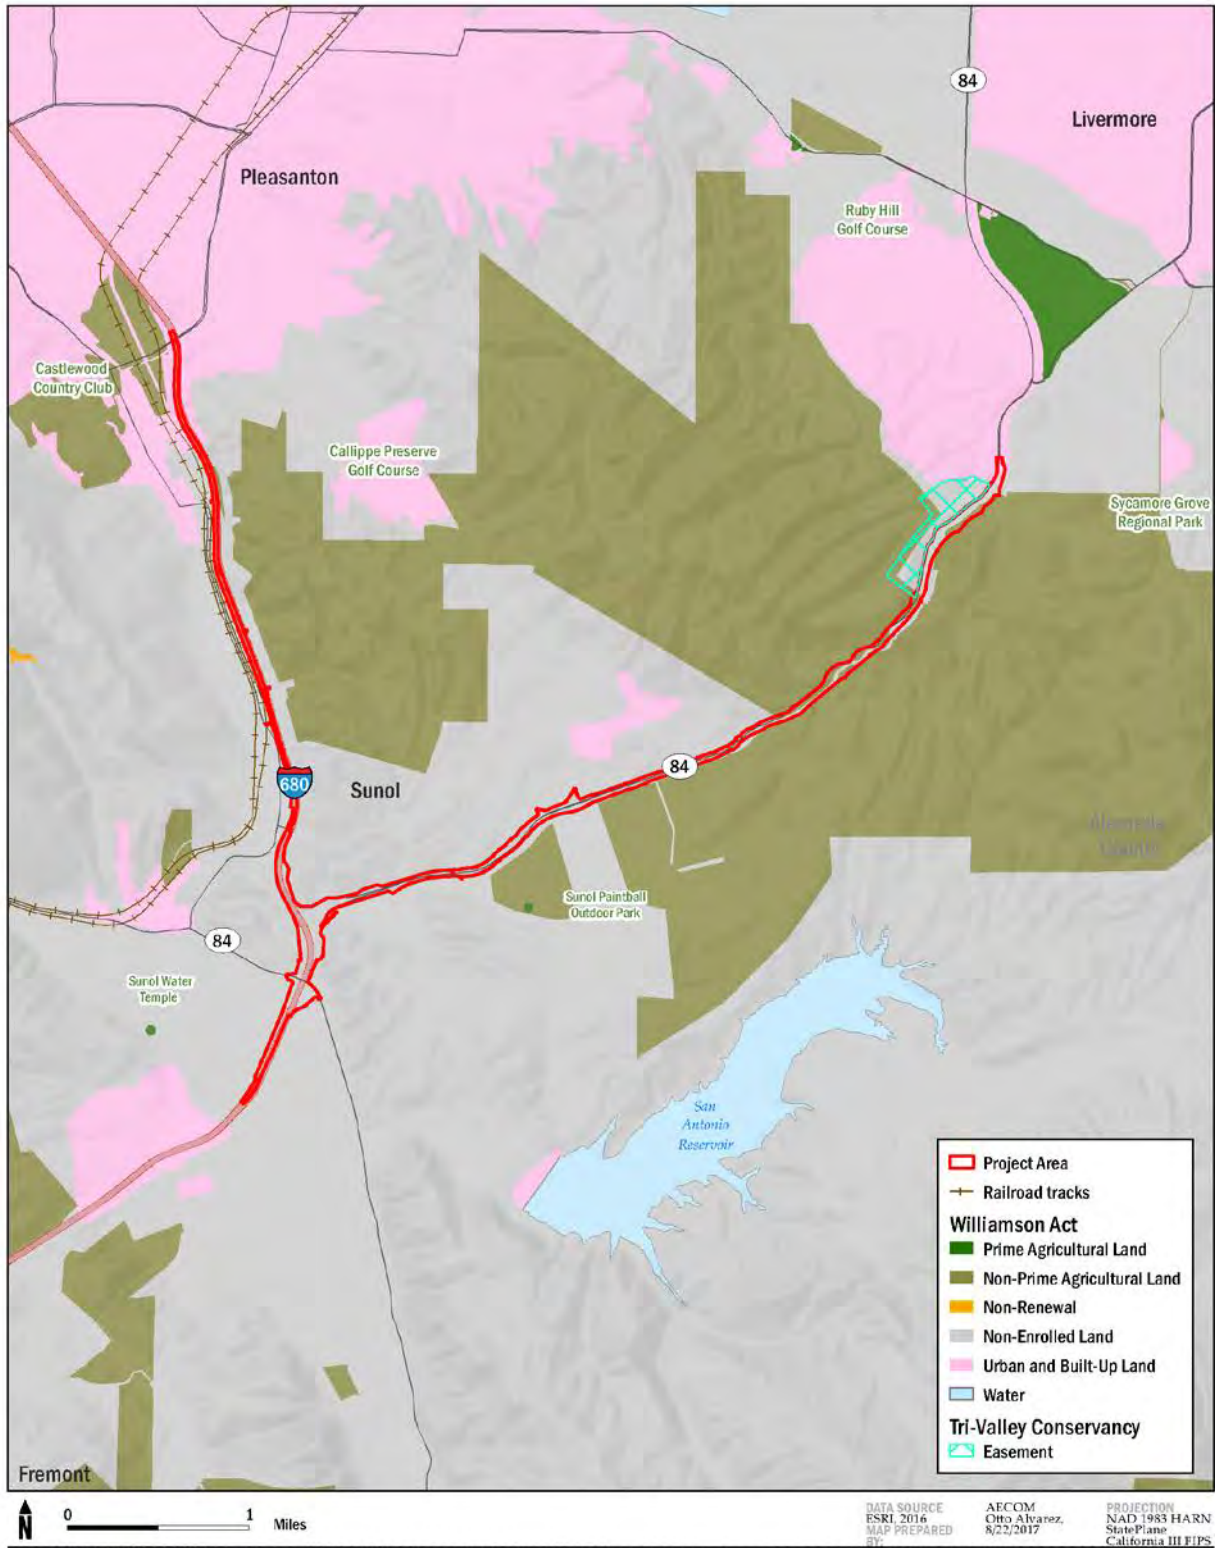 84
Livermore
Pleasanton
Ruby Hill
Golf Course
Castlewood
Country Club
Callippe Preserve
Golf Course
Sycamore Grove
Regional Park
680
Sunol
84
Alameda
County
Sunol Paintball
Outdoor Park
84
Sunol Water
Temple
San
Antonio
Reservoir
Project Area
Railroad tracks
Williamson Act
Prime Agricultural Land
Non-Prime Agricultural Land
Non-Renewal
Non-Enrolled Land
Urban and Built-Up Land
Water
Tri-Valley Conservancy
Easement
Fremont
N
0 1 Miles
DATA SOURCE
ESRI, 2016
MAP PREPARED
BY:
AECOM
Otto Alvarez,
8/22/2017
PROJECTION
NAD 1983 HARN
StatePlane
California III FIPS